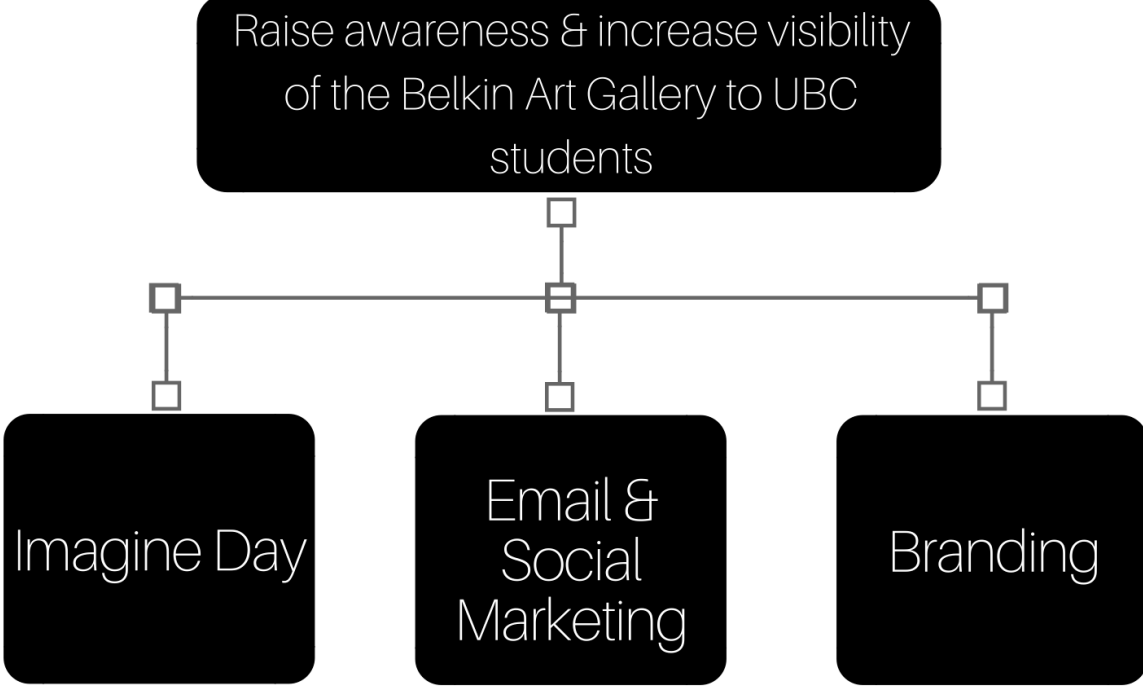 Raise awareness & increase visibility
of the Belkin Art Gallery to UBC
students
Imagine Day
Email &
Social
Marketing
Branding